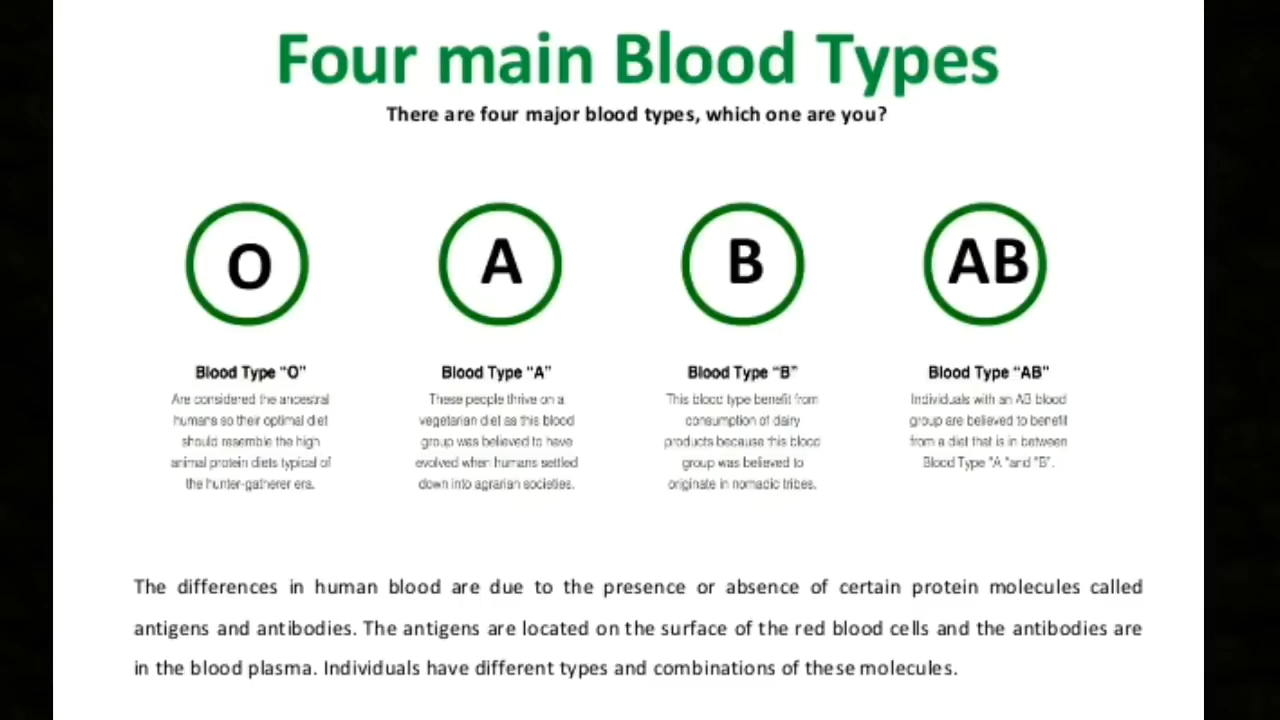 Four main Blood Types
There are four major blood types, which one are you?
O
A
B
AB
Blood Type “O”
Are considered the ancestral
humans so their optimal diet
should resemble the high
animal protein diets typical of
the hunter-gatherer era.
Blood Type “A”
These people thrive on a
vegetarian diet as this blood
group was believed to have
evolved when humans settled
down into agrarian societies.
Blood Type “B”
This blood type benefit from
consumption of dairy
products because this blood
group was believed to
originate in nomadic tribes.
Blood Type “AB”
Individuals with an AB blood
group are believed to benefit
from a diet that is in between
Blood Type "A "and "B".
The differences in human blood are due to the presence or absence of certain protein molecules called
antigens and antibodies. The antigens are located on the surface of the red blood cells and the antibodies are
in the blood plasma. Individuals have different types and combinations of these molecules.